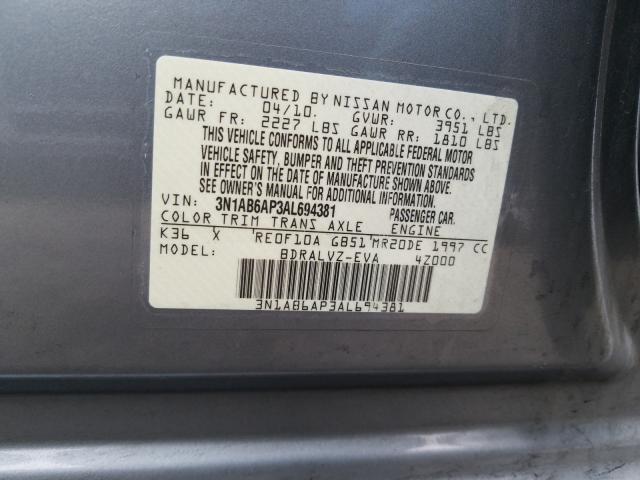 MANUFACTURED BY NISSAN MOTOR CO., LTD.
DATE: 04/10. GVWR: 3951 LBS
GAWR FR: 2227 LBS GAWR RR: 1810 LBS
THIS VEHICLE CONFORMS TO ALL APPLICABLE FEDERAL MOTOR
VEHICLE SAFETY, BUMPER AND THEFT PREVENTION STANDARDS
IN EFFECT ON THE DATE OF MANUFACTURE SHOWN ABOVE.
SEE OWNER'S MANUAL FOR ADDITIONAL INFORMATION.
VIN: 3N1AB6AP3AL694381 PASSENGER CAR.
COLOR TRIM TRANS AXLE ENGINE
K36 X RE0F10A GB51 MR20DE 1997 CC
MODEL: BDRALVZ-EVA 4Z000
3N1AB6AP3AL694381